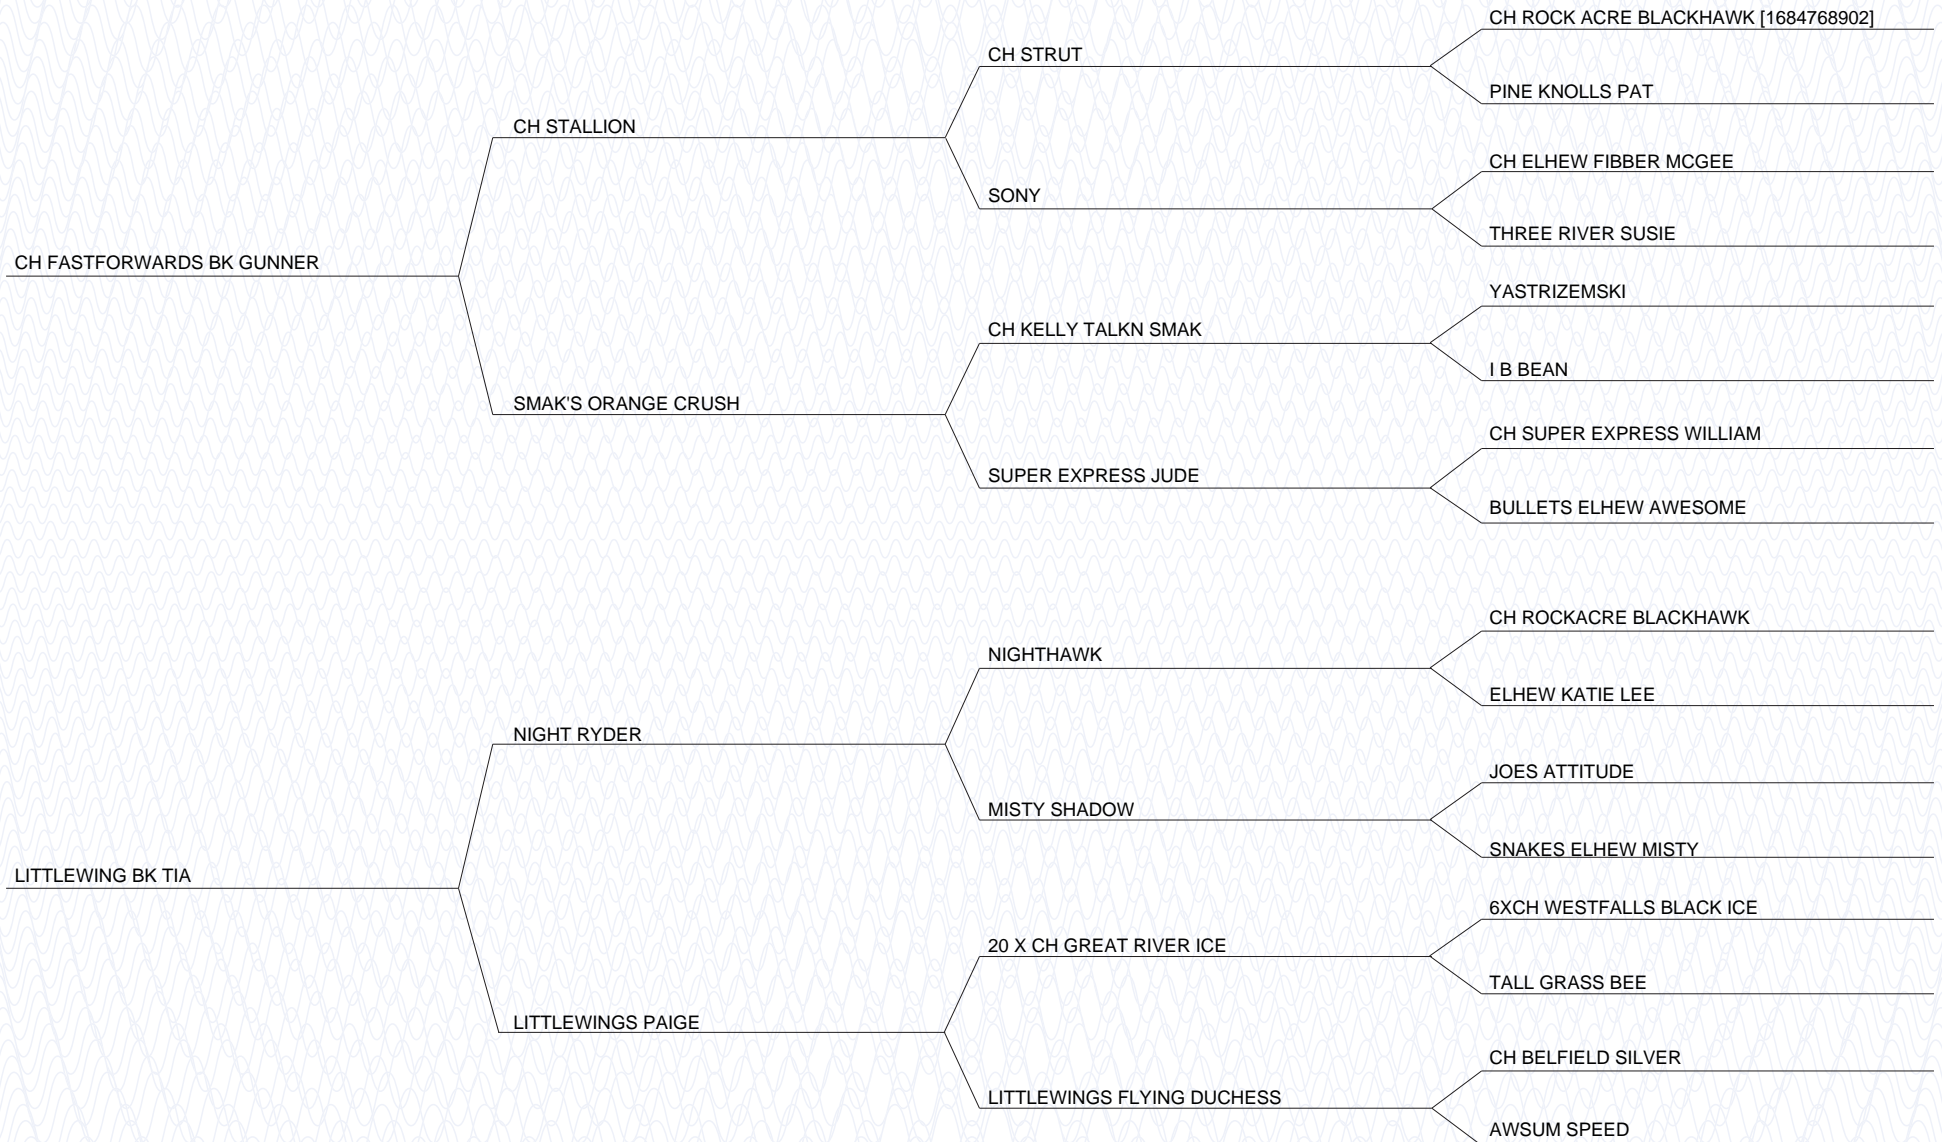 CH ROCK ACRE BLACKHAWK [1684768902]
CH STRUT
PINE KNOLLS PAT
CH STALLION
CH ELHEW FIBBER MCGEE
SONY
THREE RIVER SUSIE
CH FASTFORWARDS BK GUNNER
YASTRIZEMSKI
CH KELLY TALKN SMAK
I B BEAN
SMAK'S ORANGE CRUSH
CH SUPER EXPRESS WILLIAM
SUPER EXPRESS JUDE
BULLETS ELHEW AWESOME
CH ROCKACRE BLACKHAWK
NIGHTHAWK
ELHEW KATIE LEE
NIGHT RYDER
JOES ATTITUDE
MISTY SHADOW
SNAKES ELHEW MISTY
LITTLEWING BK TIA
6XCH WESTFALLS BLACK ICE
20 X CH GREAT RIVER ICE
TALL GRASS BEE
LITTLEWINGS PAIGE
CH BELFIELD SILVER
LITTLEWINGS FLYING DUCHESS
AWSUM SPEED